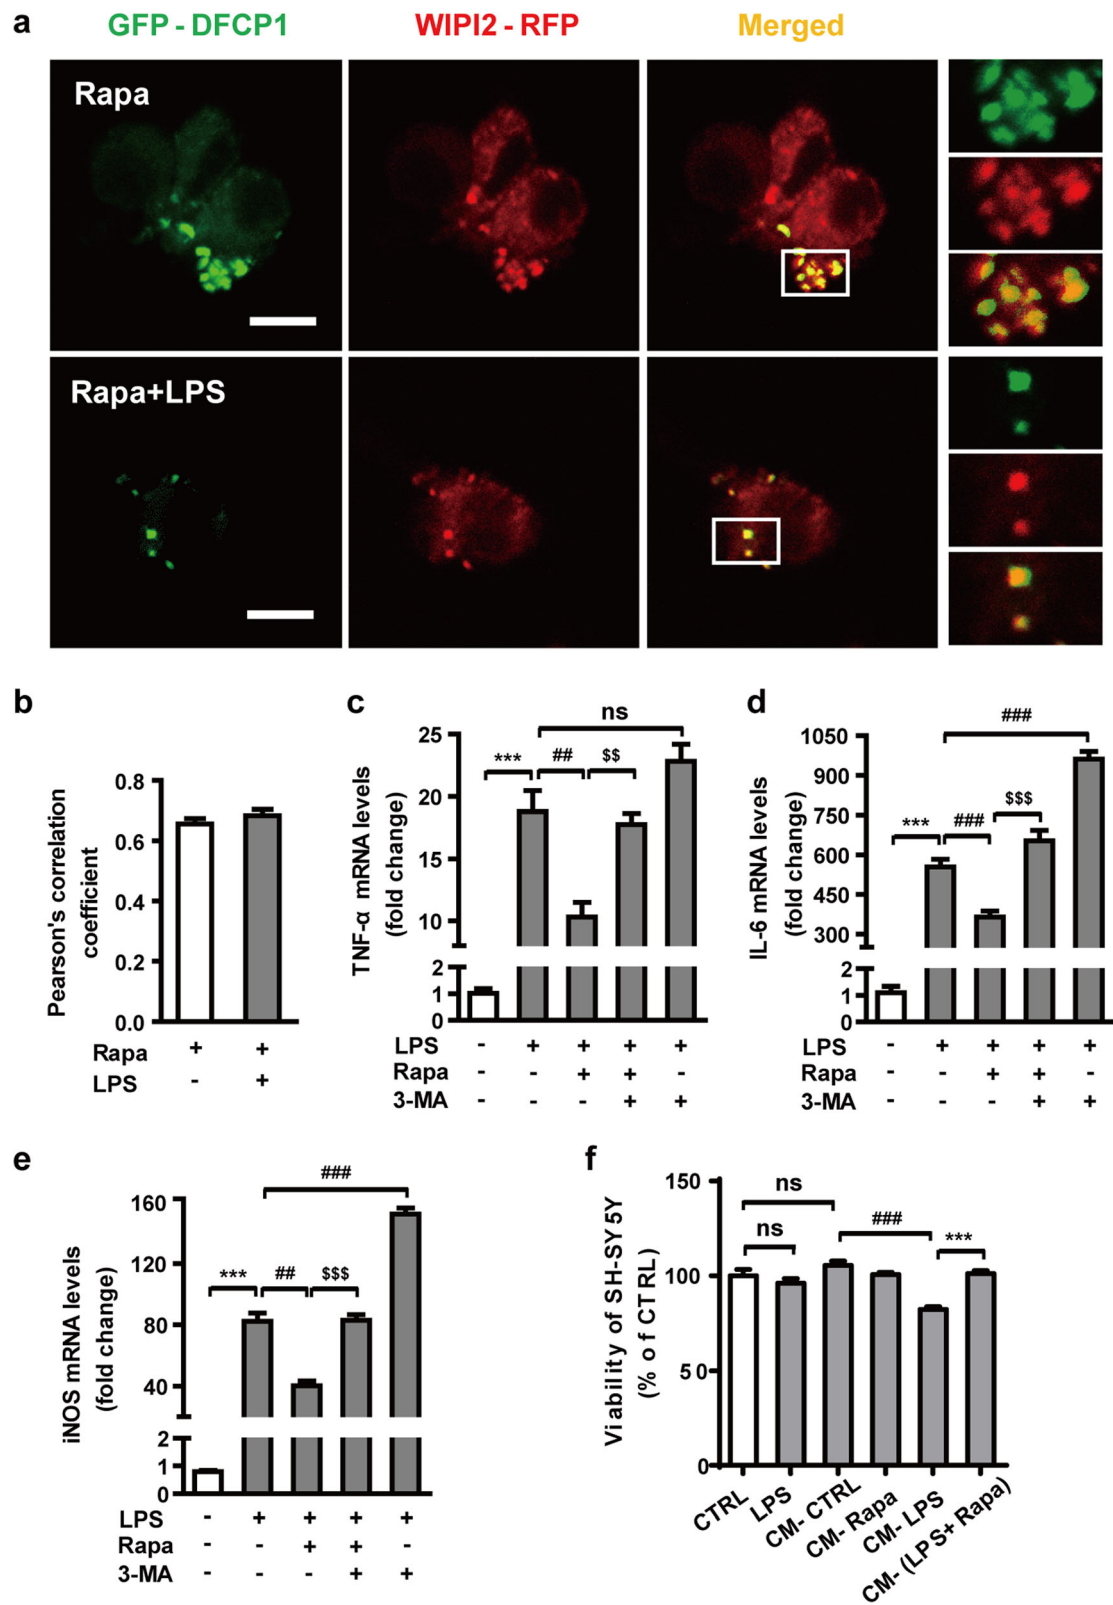 a
GFP - DFCP1 WIPI2 - RFP Merged
Rapa
Rapa+LPS
b
Pearson's correlation
coefficient
0.8
0.6
0.4
0.2
0.0
Rapa + +
LPS - +
c
TNF-α mRNA levels
(fold change)
25
20
15
10
2
1
0
ns
*** ## $$
LPS - + + + +
Rapa - - + + -
3-MA - - - + +
d
IL-6 mRNA levels
(fold change)
1050
900
750
600
450
300
2
1
0
###
*** ### $$$
LPS - + + + +
Rapa - - + + -
3-MA - - - + +
e
iNOS mRNA levels
(fold change)
160
120
80
40
2
1
0
###
*** ## $$$
LPS - + + + +
Rapa - - + + -
3-MA - - - + +
f
Viability of SH-SY5Y
(% of CTRL)
150
100
50
0
ns
ns
###
***
CTRL
LPS
CM- CTRL
CM- Rapa
CM- LPS
CM- (LPS+ Rapa)